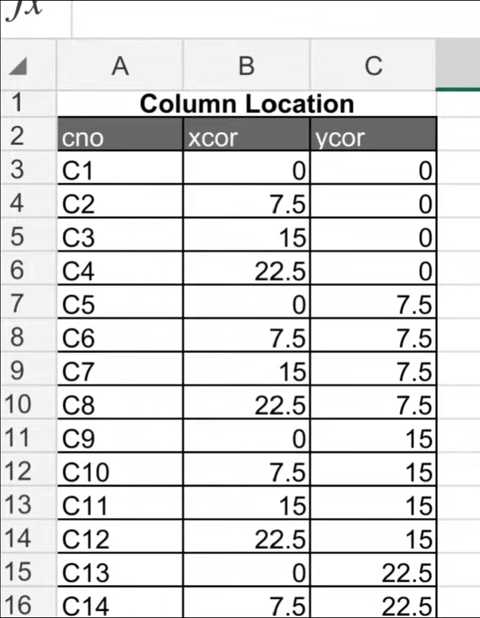 fx
A B C
1 Column Location
2 cno xcor ycor
3 C1 0 0
4 C2 7.5 0
5 C3 15 0
6 C4 22.5 0
7 C5 0 7.5
8 C6 7.5 7.5
9 C7 15 7.5
10 C8 22.5 7.5
11 C9 0 15
12 C10 7.5 15
13 C11 15 15
14 C12 22.5 15
15 C13 0 22.5
16 C14 7.5 22.5